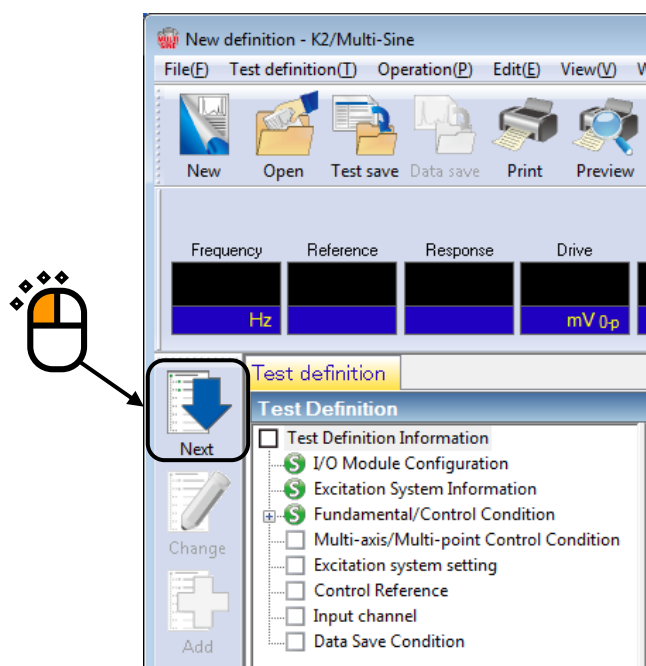 New definition - K2/Multi-Sine
File(F) Test definition(T) Operation(P) Edit(E) View(V)
New Open Test save Data save Print Preview
Frequency Reference Response Drive
Hz mV 0-p
Test definition
Test Definition
Next
Test Definition Information
I/O Module Configuration
Excitation System Information
Fundamental/Control Condition
Multi-axis/Multi-point Control Condition
Excitation system setting
Control Reference
Input channel
Data Save Condition
Change
Add